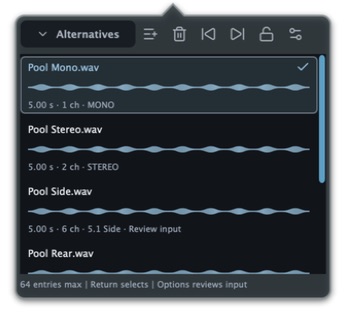 Alternatives
Pool Mono.wav
5.00 s - 1 ch - MONO
Pool Stereo.wav
5.00 s - 2 ch - STEREO
Pool Side.wav
5.00 s - 6 ch - 5.1 Side - Review input
Pool Rear.wav
64 entries max | Return selects | Options reviews input